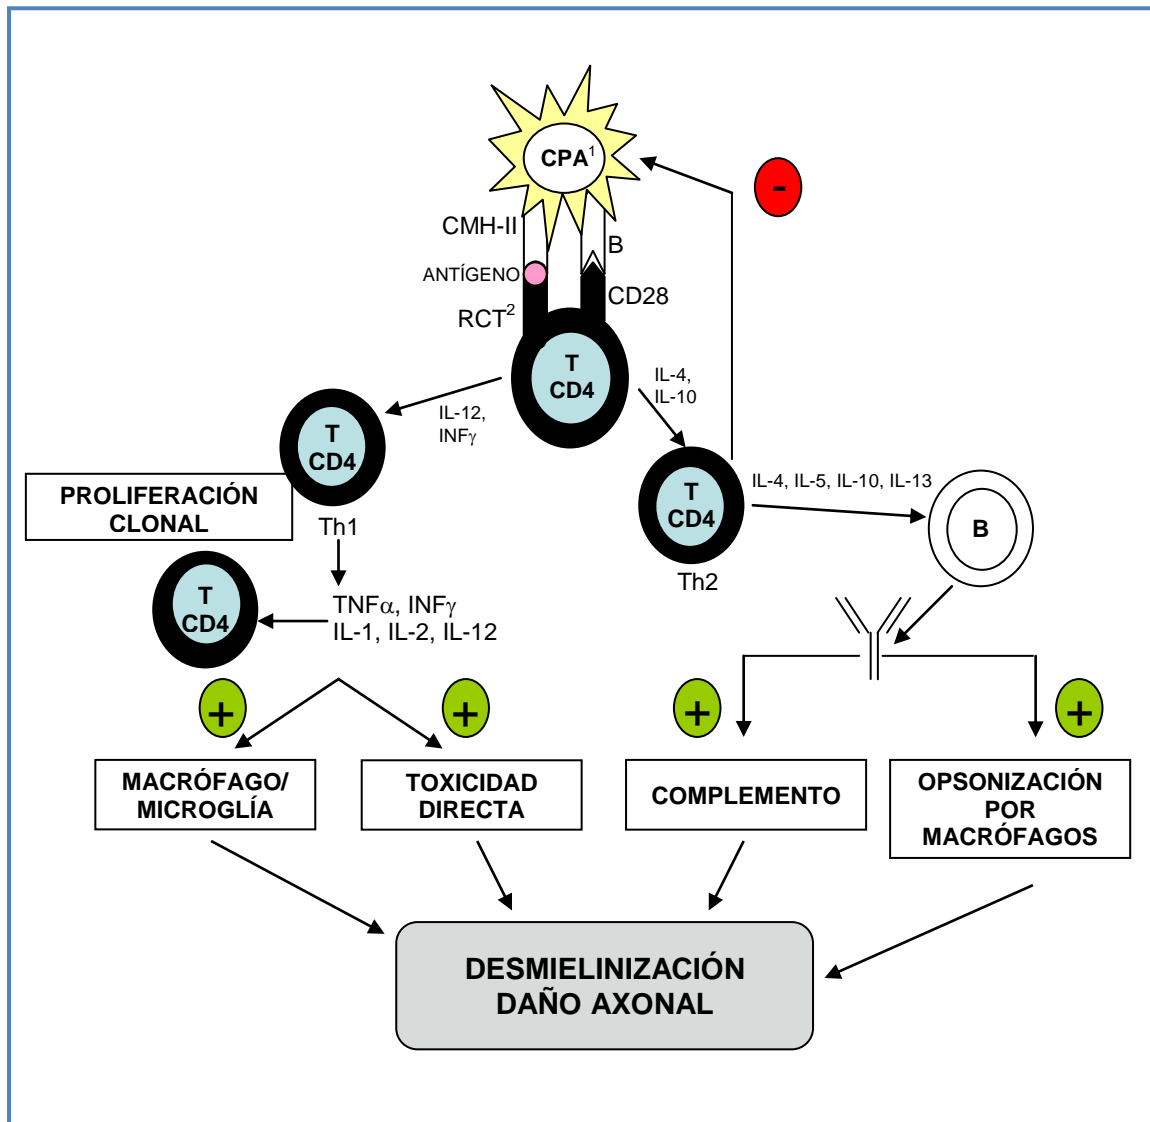 CPA¹
-
CMH-II
B
ANTÍGENO
CD28
RCT²
T
CD4
IL-4,
IL-10
IL-12,
INFγ
T
CD4
PROLIFERACIÓN
CLONAL
Th1
T
CD4
Th2
IL-4, IL-5, IL-10, IL-13
B
T
CD4
TNFα, INFγ
IL-1, IL-2, IL-12
+
+
+
+
MACRÓFAGO/
MICROGLÍA
TOXICIDAD
DIRECTA
COMPLEMENTO
OPSONIZACIÓN
POR
MACRÓFAGOS
DESMIELINIZACIÓN
DAÑO AXONAL